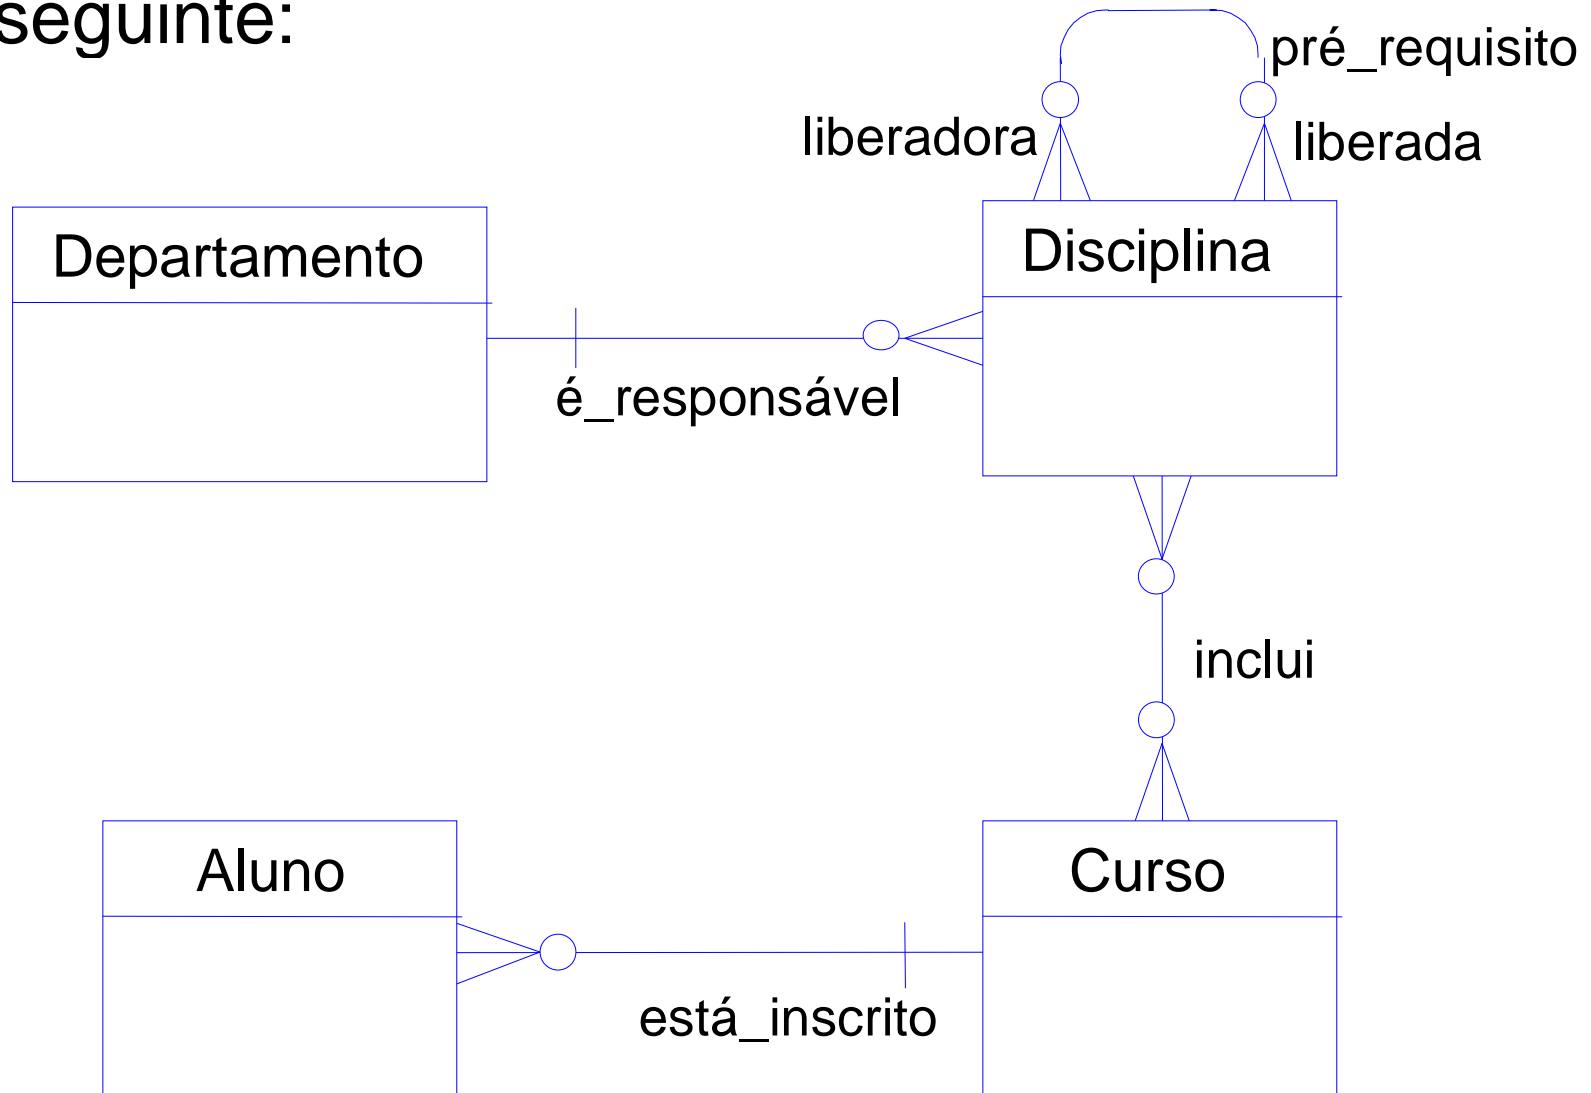 seguinte:
pré_requisito
liberadora
liberada
Departamento
Disciplina
é_responsável
inclui
Aluno
Curso
está_inscrito